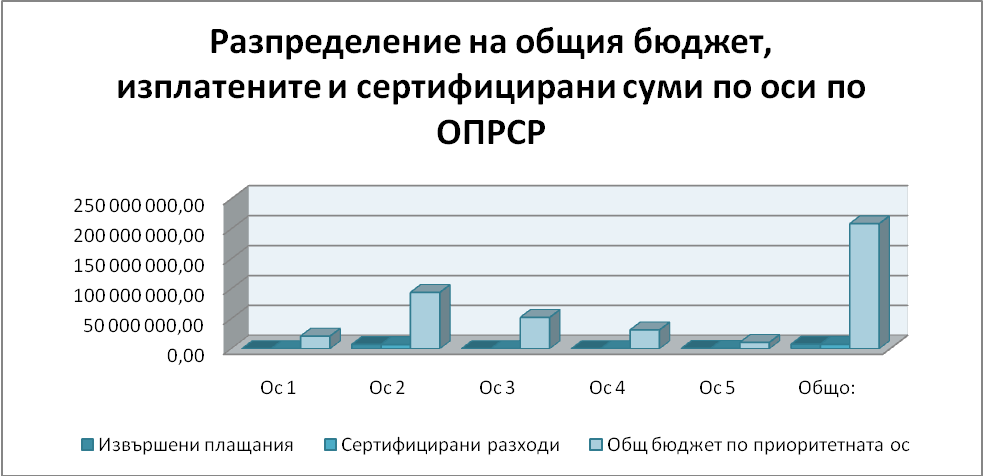 Разпределение на общия бюджет,
изплатените и сертифицирани суми по оси по
ОПРСР
250 000 000,00
200 000 000,00
150 000 000,00
100 000 000,00
50 000 000,00
0,00
Ос 1 Ос 2 Ос 3 Ос 4 Ос 5 Общо:
Извършени плащания Сертифицирани разходи Общ бюджет по приоритетната ос